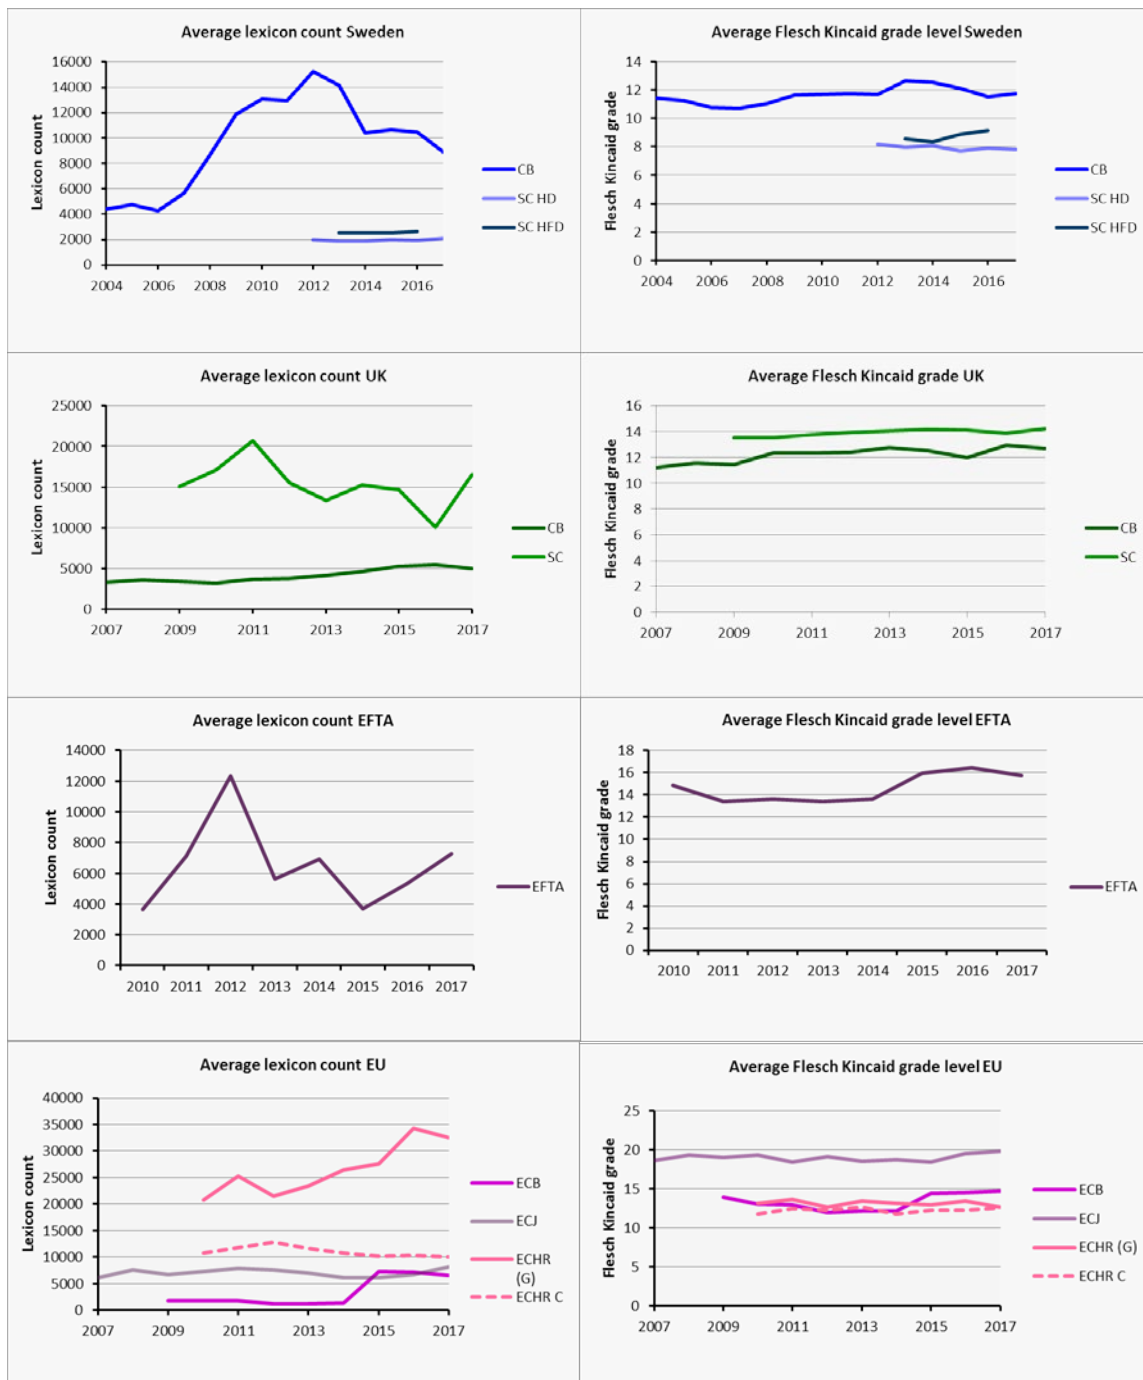 Average lexicon count Sweden
Lexicon count
16000
14000
12000
10000
8000
6000
4000
2000
0
2004 2006 2008 2010 2012 2014 2016
CB
SC HD
SC HFD
Average Flesch Kincaid grade level Sweden
Flesch Kincaid grade
14
12
10
8
6
4
2
0
2004 2006 2008 2010 2012 2014 2016
CB
SC HD
SC HFD
Average lexicon count UK
Lexicon count
25000
20000
15000
10000
5000
0
2007 2009 2011 2013 2015 2017
CB
SC
Average Flesch Kincaid grade UK
Flesch Kincaid grade
16
14
12
10
8
6
4
2
0
2007 2009 2011 2013 2015 2017
CB
SC
Average lexicon count EFTA
Lexicon count
14000
12000
10000
8000
6000
4000
2000
0
2010 2011 2012 2013 2014 2015 2016 2017
EFTA
Average Flesch Kincaid grade level EFTA
Flesch Kincaid grade
18
16
14
12
10
8
6
4
2
0
2010 2011 2012 2013 2014 2015 2016 2017
EFTA
Average lexicon count EU
Lexicon count
40000
35000
30000
25000
20000
15000
10000
5000
0
2007 2009 2011 2013 2015 2017
ECB
ECJ
ECHR
(G)
ECHR C
Average Flesch Kincaid grade level EU
Flesch Kincaid grade
25
20
15
10
5
0
2007 2009 2011 2013 2015 2017
ECB
ECJ
ECHR (G)
ECHR C